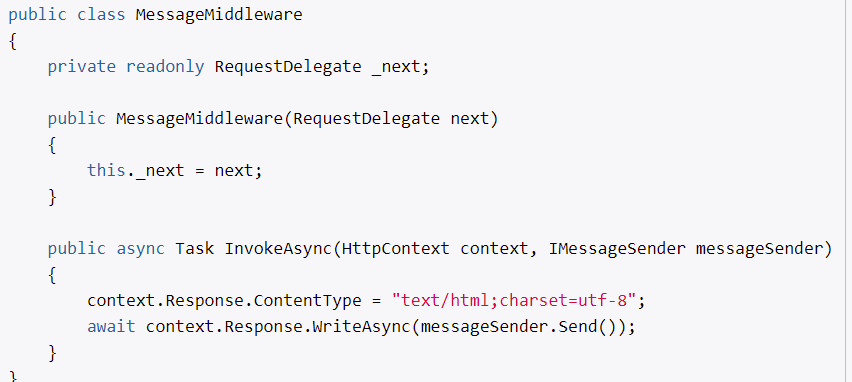 public class MessageMiddleware
{
    private readonly RequestDelegate _next;

    public MessageMiddleware(RequestDelegate next)
    {
        this._next = next;
    }

    public async Task InvokeAsync(HttpContext context, IMessageSender messageSender)
    {
        context.Response.ContentType = "text/html;charset=utf-8";
        await context.Response.WriteAsync(messageSender.Send());
    }
}